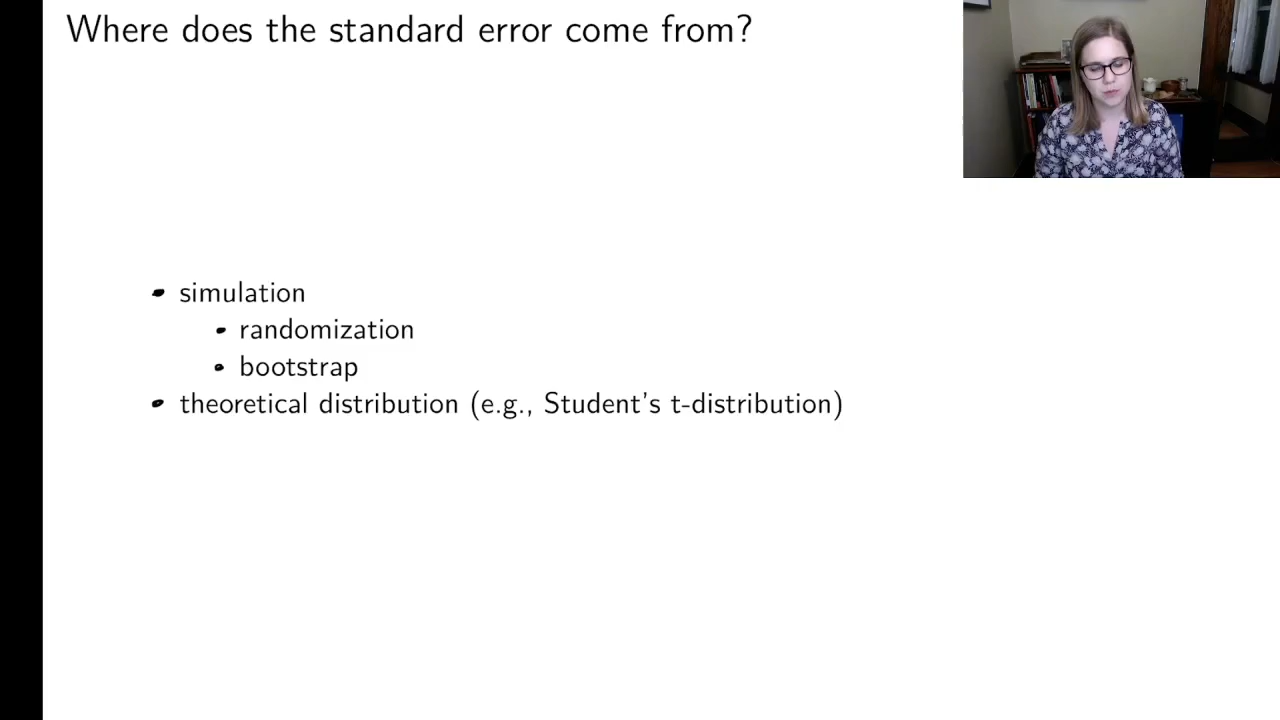 Where does the standard error come from?
• simulation
• randomization
• bootstrap
• theoretical distribution (e.g., Student's t-distribution)